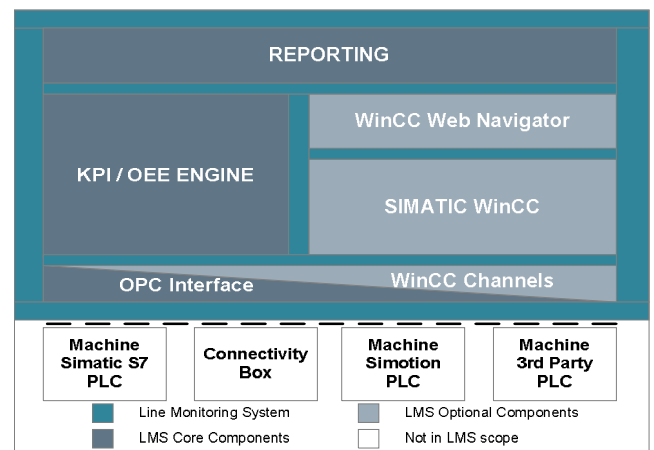 REPORTING
KPI / OEE ENGINE
WinCC Web Navigator
SIMATIC WinCC
OPC Interface
WinCC Channels
Machine
Simatic S7
PLC
Connectivity
Box
Machine
Simotion
PLC
Machine
3rd Party
PLC
Line Monitoring System
LMS Optional Components
LMS Core Components
Not in LMS scope